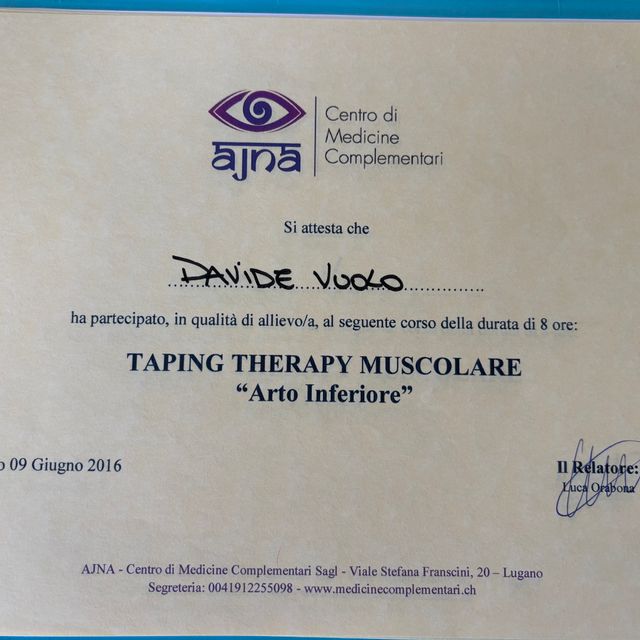 ajna
Centro di
Medicine
Complementari
Si attesta che
DAVIDE VUOLO
ha partecipato, in qualità di allievo/a, al seguente corso della durata di 8 ore:
TAPING THERAPY MUSCOLARE
“Arto Inferiore”
o 09 Giugno 2016
Il Relatore:
Luca Orabona
AJNA - Centro di Medicine Complementari Sagl - Viale Stefana Franscini, 20 – Lugano
Segreteria: 0041912255098 - www.medicinecomplementari.ch